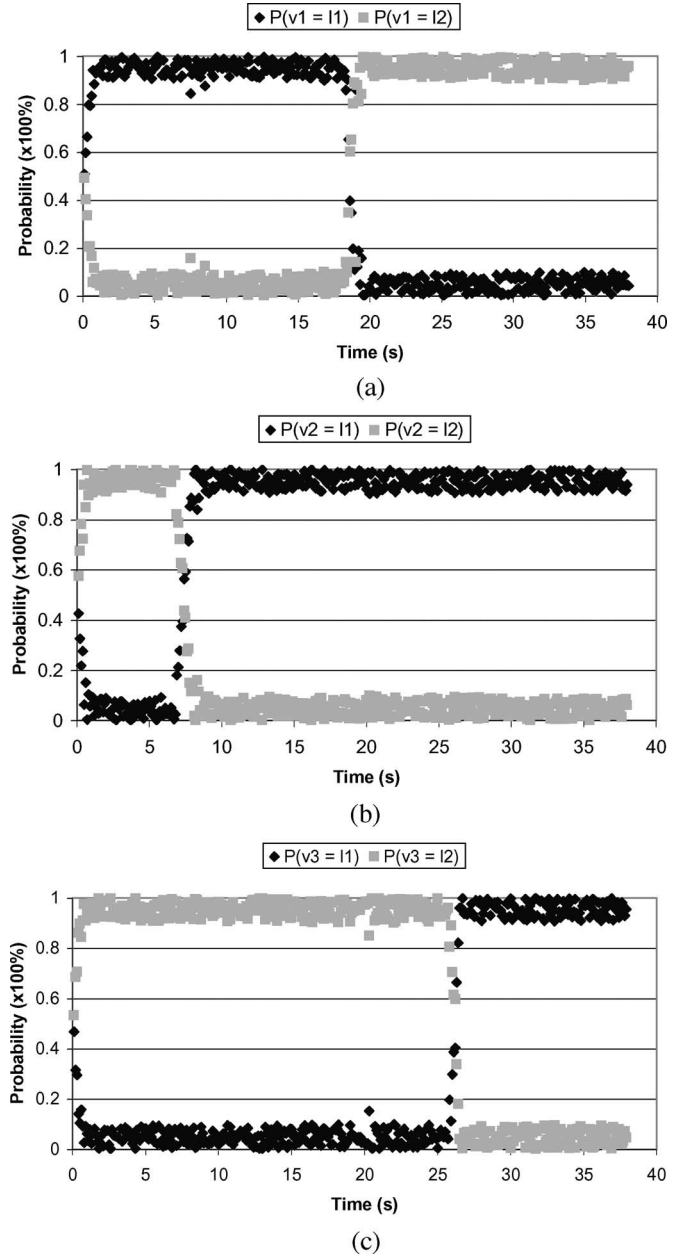 P(v1 = l1) P(v1 = l2)
1
0.8
0.6
0.4
0.2
0
Probability (x100%)
0 5 10 15 20 25 30 35 40
Time (s)
(a)
P(v2 = l1) P(v2 = l2)
1
0.8
0.6
0.4
0.2
0
Probability (x100%)
0 5 10 15 20 25 30 35 40
Time (s)
(b)
P(v3 = l1) P(v3 = l2)
1
0.8
0.6
0.4
0.2
0
Probability (x100%)
0 5 10 15 20 25 30 35 40
Time (s)
(c)